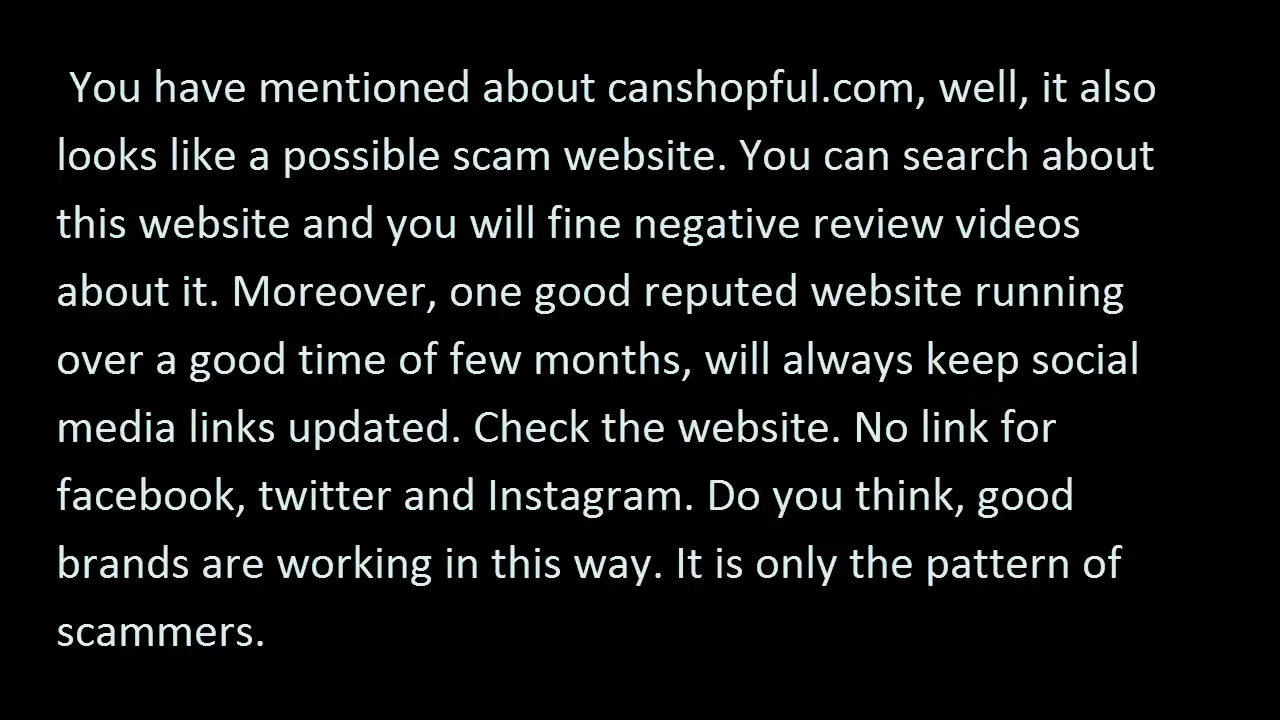 You have mentioned about canshopful.com, well, it also
looks like a possible scam website. You can search about
this website and you will fine negative review videos
about it. Moreover, one good reputed website running
over a good time of few months, will always keep social
media links updated. Check the website. No link for
facebook, twitter and Instagram. Do you think, good
brands are working in this way. It is only the pattern of
scammers.